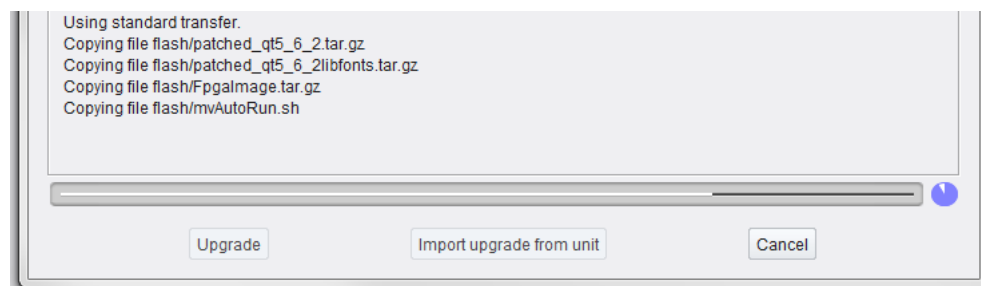 Using standard transfer.
Copying file flash/patched_qt5_6_2.tar.gz
Copying file flash/patched_qt5_6_2libfonts.tar.gz
Copying file flash/FpgaImage.tar.gz
Copying file flash/mvAutoRun.sh
Upgrade
Import upgrade from unit
Cancel